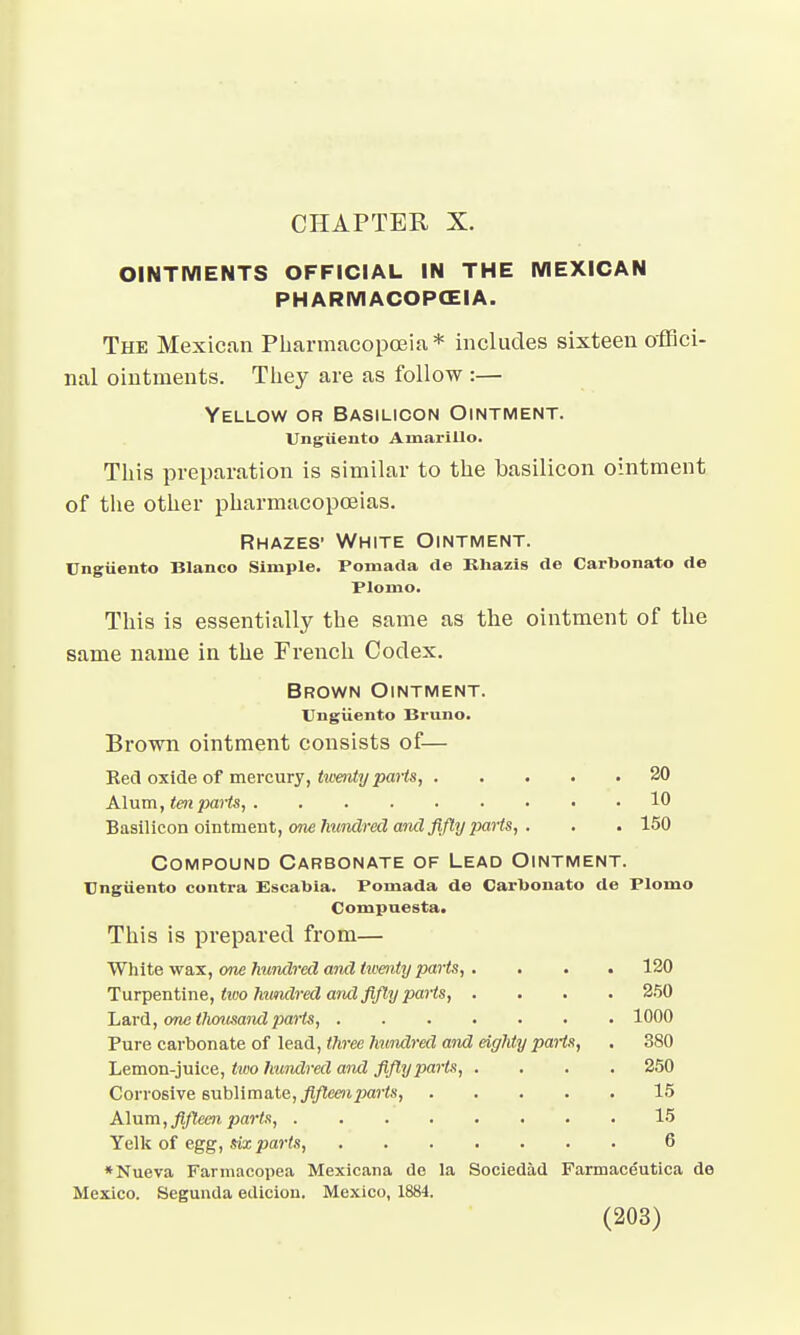 CHAPTER X.
OINTMENTS OFFICIAL IN THE MEXICAN
PHARMACOPŒIA.
The Mexican Pharmacopœia* includes sixteen offici-
nal ointments. They are as follow :—
Yellow or Basilicon Ointment.
Ungüento Amarillo.
This preparation is similar to the basilicon ointment
of the other pharmacopœias.
Rhazes' White Ointment.
Ungüento Blanco Simple. Pomada de Rhazis de Carbonato de
Plomo.
This is essentially the same as the ointment of the
same name in the French Codex.
Brown Ointment.
Ungüento Bruno.
Brown ointment consists of—
Red oxide of mercury, twenty parts, . . . . . 20
Alum, ten parts, . . . . . . . . . 10
Basilicon ointment, one hundred and fifty parts, . . . 150
Compound Carbonate of Lead Ointment.
Ungüento contra Escabia. Pomada de Carbonato de Plomo
Compuesta.
This is prepared from—
White wax, one hundred and twenty parts, . . . . 120
Turpentine, two hundred and fifty parts, . . . . 250
Lard, one thousand parts, . . . . . . . 1000
Pure carbonate of lead, three hundred and eighty parts, . 380
Lemon-juice, two hundred and fifty parts, . . . . 250
Corrosive sublimate, fifteen parts, . . . . . 15
Alum, fifteen parts, . . . . . . . . 15
Yelk of egg, six parts, . . . . . . . 6
*Nueva Farmacopea Mexicana de la Sociedàd Farmacéutica de
Mexico. Segunda edicion. Mexico, 1884.
(203)